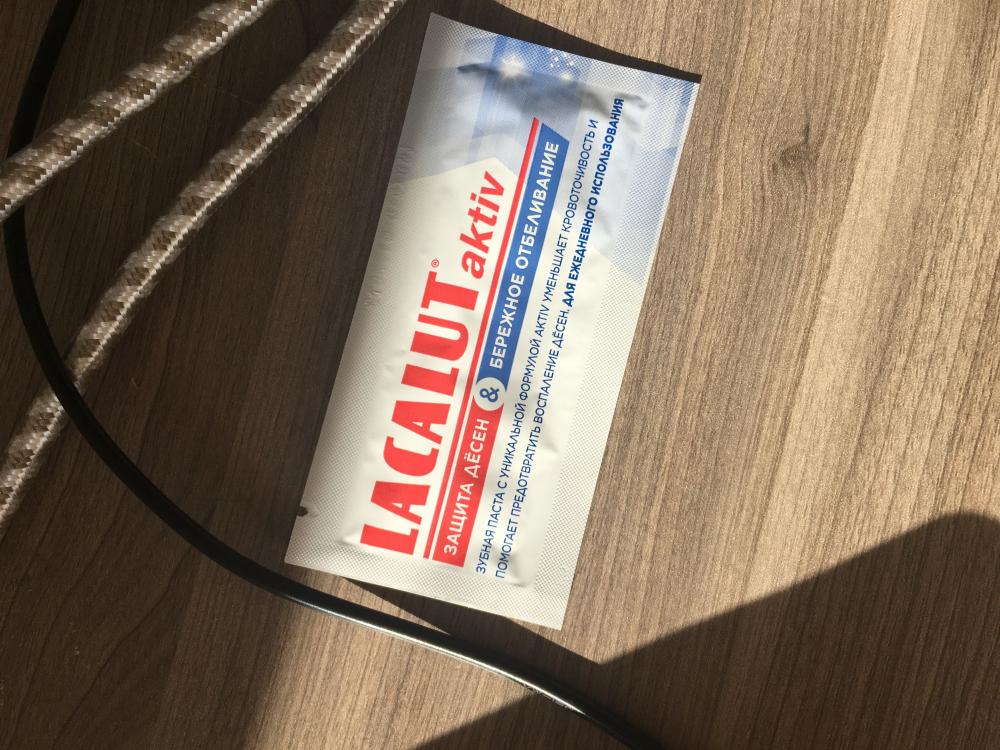 LACALUT® aktiv
ЗАЩИТА ДЁСЕН & БЕРЕЖНОЕ ОТБЕЛИВАНИЕ
ЗУБНАЯ ПАСТА С УНИКАЛЬНОЙ ФОРМУЛОЙ AKTIV УМЕНЬШАЕТ КРОВОТОЧИВОСТЬ И
ПОМОГАЕТ ПРЕДОТВРАТИТЬ ВОСПАЛЕНИЕ ДЁСЕН. ДЛЯ ЕЖЕДНЕВНОГО ИСПОЛЬЗОВАНИЯ